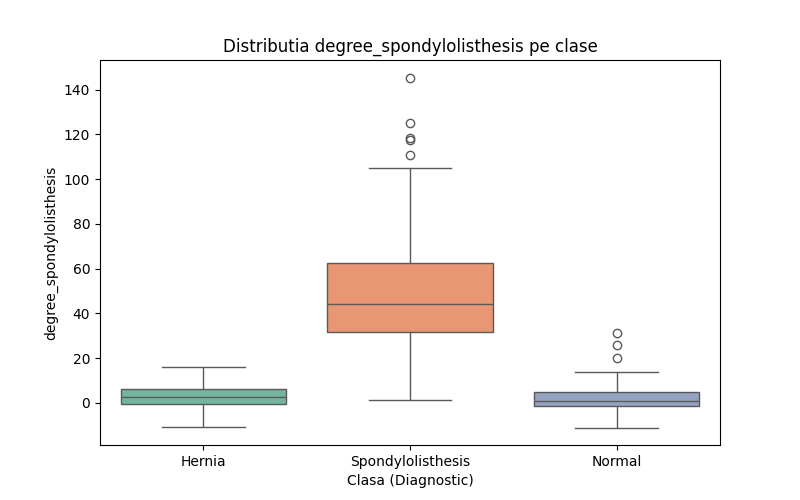 Distributia degree_spondylolisthesis pe clase
degree_spondylolisthesis
140
120
100
80
60
40
20
0
Hernia
Spondylolisthesis
Normal
Clasa (Diagnostic)